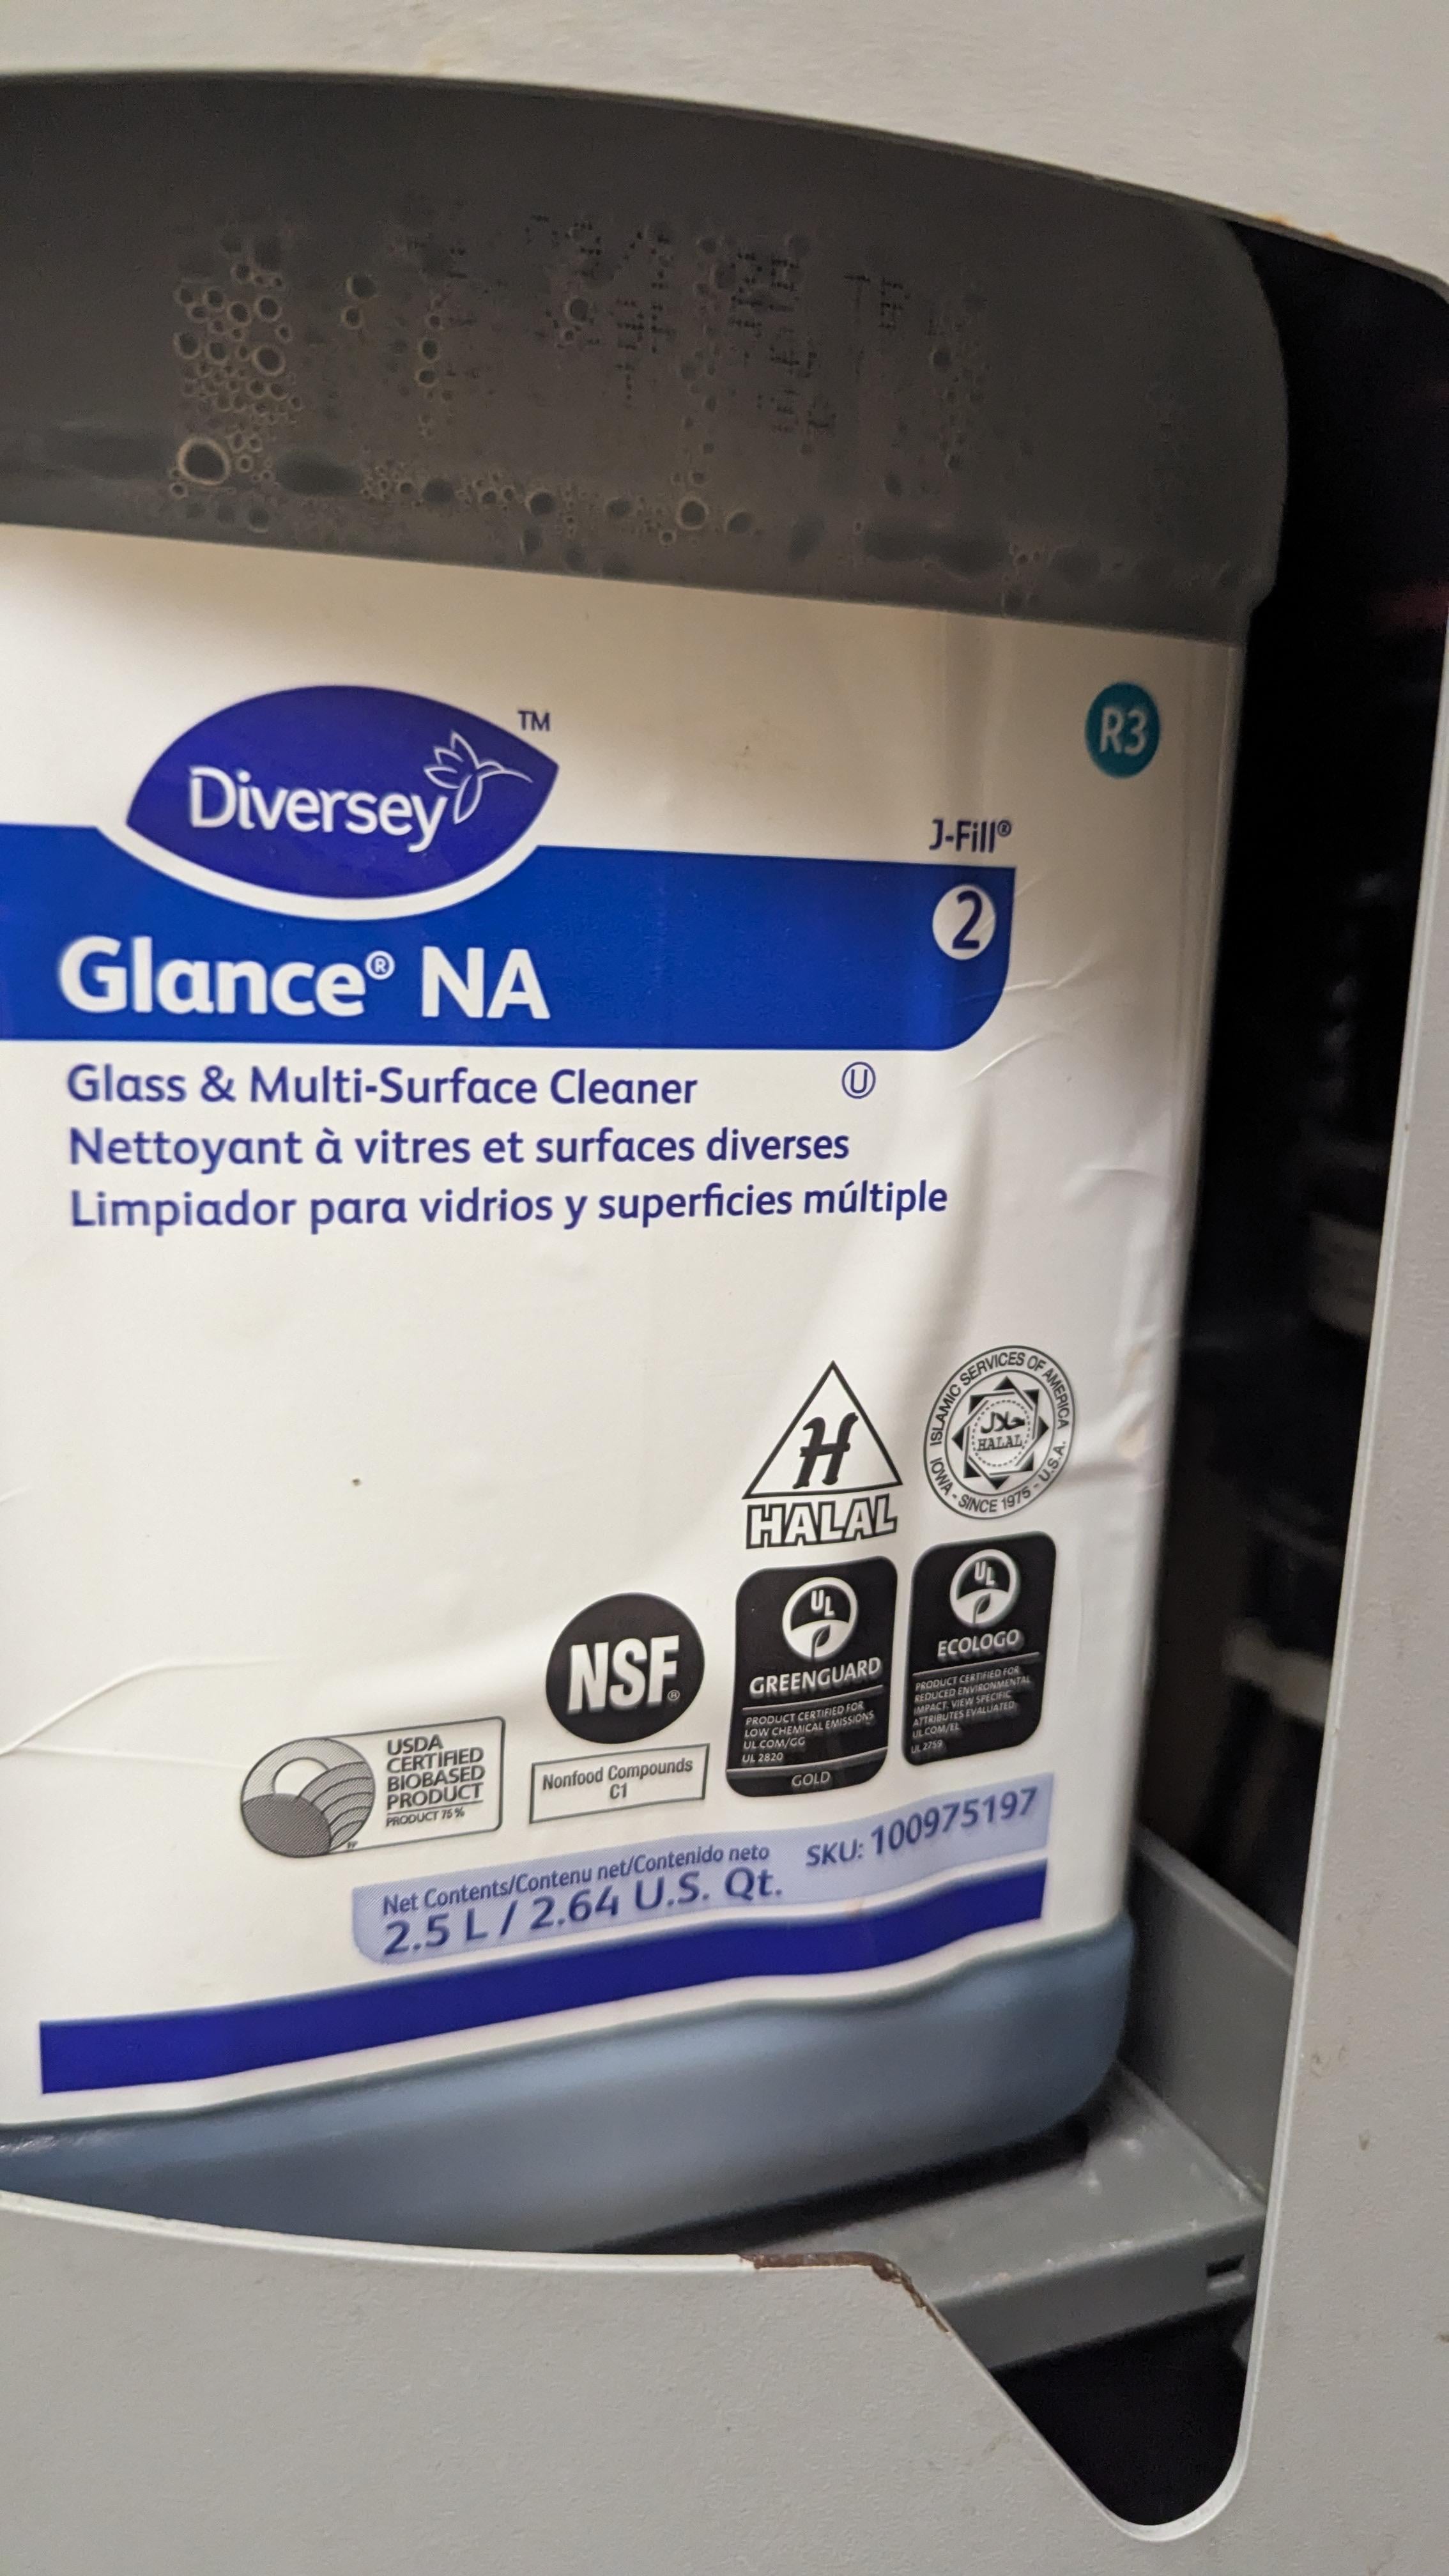 Diversey™
R3
J-Fill®
2
Glance® NA
Glass & Multi-Surface Cleaner
Ⓤ
Nettoyant à vitres et surfaces diverses
Limpiador para vidrios y superficies múltiple
H
HALAL
ISLAMIC SERVICES OF AMERICA
حلال
HALAL
IOWA - SINCE 1975 - U.S.A.
USDA
CERTIFIED
BIOBASED
PRODUCT
PRODUCT 75%
NSF®
Nonfood Compounds
C1
UL
GREENGUARD
PRODUCT CERTIFIED FOR
LOW CHEMICAL EMISSIONS
UL.COM/GG
UL 2820
GOLD
UL
ECOLOGO
PRODUCT CERTIFIED FOR
REDUCED ENVIRONMENTAL
IMPACT. VIEW SPECIFIC
ATTRIBUTES EVALUATED:
UL.COM/EL
UL 2759
Net Contents/Contenu net/Contenido neto
2.5 L / 2.64 U.S. Qt.
SKU: 100975197